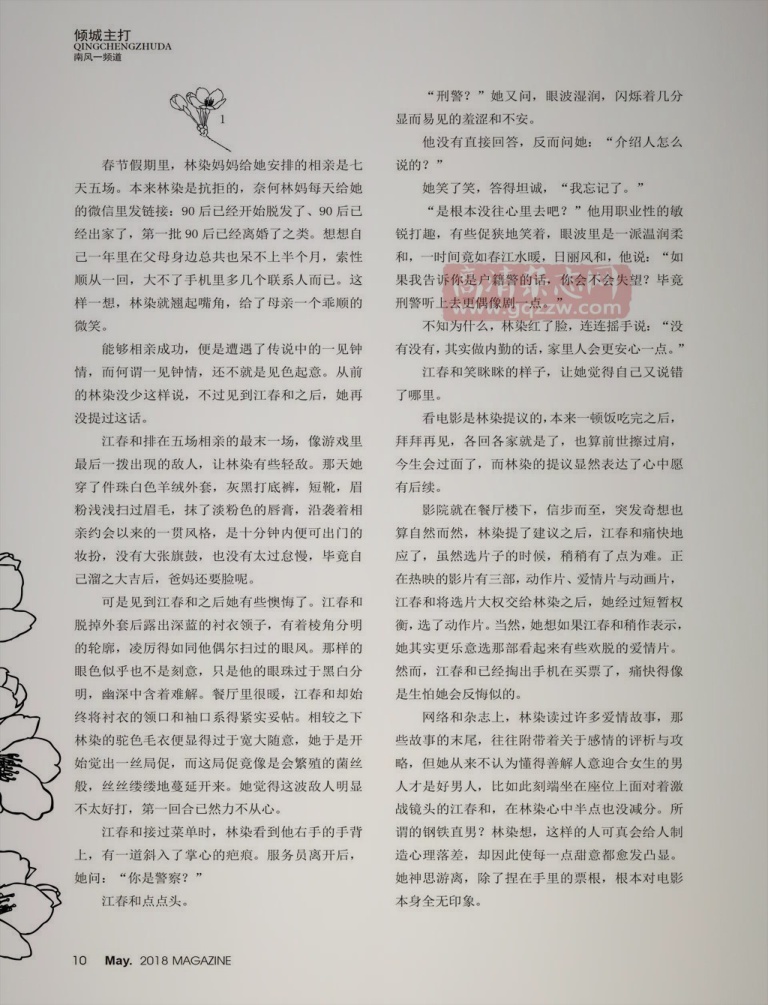 倾城主打
QINGCHENGZHUDA
南风一频道
1
春节假期里，林染妈妈给她安排的相亲是七
天五场。本来林染是抗拒的，奈何林妈每天给她
的微信里发链接：90 后已经开始脱发了、90 后已
经出家了，第一批 90 后已经离婚了之类。想想自
己一年里在父母身边总共也呆不上半个月，索性
顺从一回，大不了手机里多几个联系人而已。这
样一想，林染就翘起嘴角，给了母亲一个乖顺的
微笑。
能够相亲成功，便是遭遇了传说中的一见钟
情，而何谓一见钟情，还不就是见色起意。从前
的林染没少这样说，不过见到江春和之后，她再
没提过这话。
江春和排在五场相亲的最末一场，像游戏里
最后一拨出现的敌人，让林染有些轻敌。那天她
穿了件珠白色羊绒外套，灰黑打底裤，短靴，眉
粉浅浅扫过眉毛，抹了淡粉色的唇膏，沿袭着相
亲约会以来的一贯风格，是十分钟内便可出门的
妆扮，没有大张旗鼓，也没有太过怠慢，毕竟自
己溜之大吉后，爸妈还要脸呢。
可是见到江春和之后她有些懊悔了。江春和
脱掉外套后露出深蓝的衬衣领子，有着棱角分明
的轮廓，凌厉得如同他偶尔扫过的眼风。那样的
眼色似乎也不是刻意，只是他的眼珠过于黑白分
明，幽深中含着难解。餐厅里很暖，江春和却始
终将衬衣的领口和袖口系得紧实妥帖。相较之下
林染的驼色毛衣便显得过于宽大随意，她于是开
始觉出一丝局促，而这局促竟像是会繁殖的菌丝
般，丝丝缕缕地蔓延开来。她觉得这波敌人明显
不太好打，第一回合已然力不从心。
江春和接过菜单时，林染看到他右手的手背
上，有一道斜入了掌心的疤痕。服务员离开后，
她问：“你是警察？”
江春和点点头。
“刑警？”她又问，眼波湿润，闪烁着几分
显而易见的羞涩和不安。
他没有直接回答，反而问她：“介绍人怎么
说的？”
她笑了笑，答得坦诚，“我忘记了。”
“是根本没往心里去吧？”他用职业性的敏
锐打趣，有些促狭地笑着，眼波里是一派温润柔
和，一时间竟如春江水暖，日丽风和，他说：“如
果我告诉你是户籍警的话，你会不会失望？毕竟
刑警听上去更偶像剧一点。”
高清杂志网
www.gqzzw.com
不知为什么，林染红了脸，连连摇手说：“没
有没有，其实做内勤的话，家里人会更安心一点。”
江春和笑眯眯的样子，让她觉得自己又说错
了哪里。
看电影是林染提议的，本来一顿饭吃完之后，
拜拜再见，各回各家就是了，也算前世擦过肩，
今生会过面了，而林染的提议显然表达了心中愿
有后续。
影院就在餐厅楼下，信步而至，突发奇想也
算自然而然，林染提了建议之后，江春和痛快地
应了，虽然选片子的时候，稍稍有了点为难。正
在热映的影片有三部，动作片、爱情片与动画片，
江春和将选片大权交给林染之后，她经过短暂权
衡，选了动作片。当然，她想如果江春和稍作表示，
她其实更乐意选那部看起来有些欢脱的爱情片。
然而，江春和已经掏出手机在买票了，痛快得像
是生怕她会反悔似的。
网络和杂志上，林染读过许多爱情故事，那
些故事的末尾，往往附带着关于感情的评析与攻
略，但她从来不认为懂得善解人意迎合女生的男
人才是好男人，比如此刻端坐在座位上面对着激
战镜头的江春和，在林染心中半点也没减分。所
谓的钢铁直男？林染想，这样的人可真会给人制
造心理落差，却因此使每一点甜意都愈发凸显。
她神思游离，除了捏在手里的票根，根本对电影
本身全无印象。
10 May. 2018 MAGAZINE